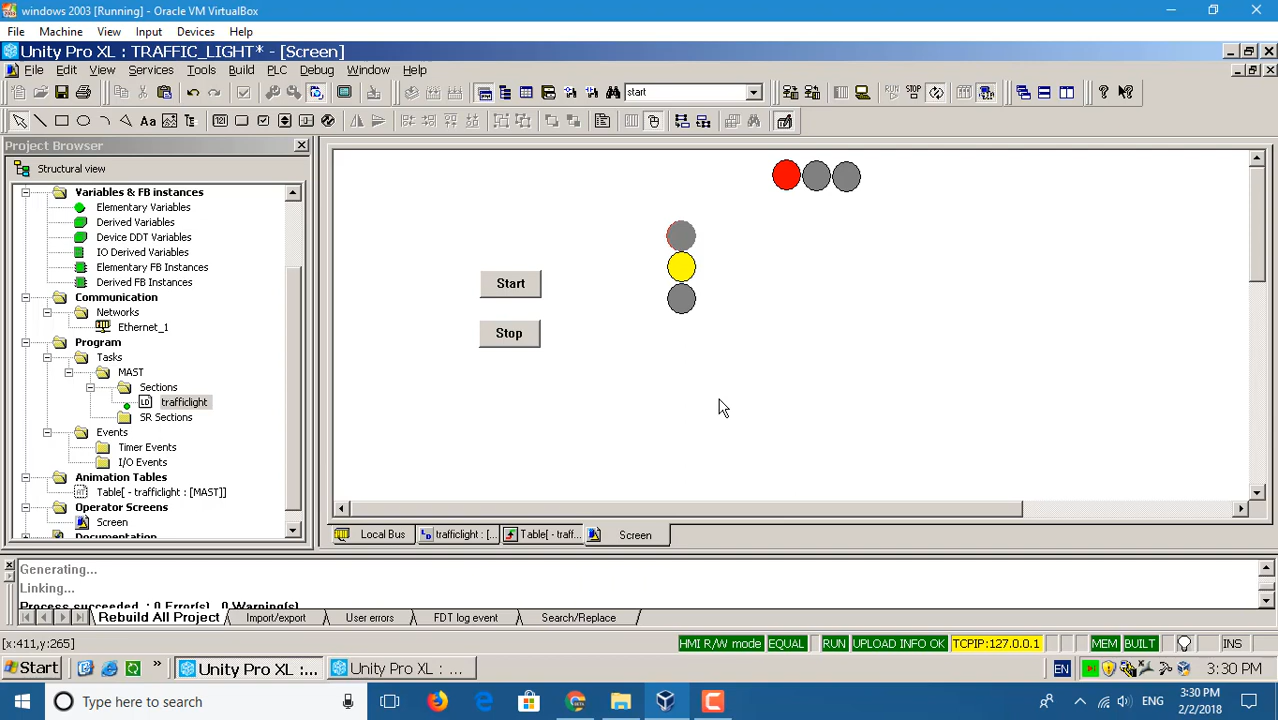 windows 2003 [Running] - Oracle VM VirtualBox
File Machine View Input Devices Help
Unity Pro XL : TRAFFIC_LIGHT* - [Screen]
File Edit View Services Tools Build PLC Debug Window Help
start
Aa
Project Browser
Structural view
Variables & FB instances
Elementary Variables
Derived Variables
Device DDT Variables
IO Derived Variables
Elementary FB Instances
Derived FB Instances
Communication
Networks
Ethernet_1
Program
Tasks
MAST
Sections
LD trafficlight
SR Sections
Events
Timer Events
I/O Events
Animation Tables
Table[ - trafficlight : [MAST]]
Operator Screens
Screen
Documentation
Start
Stop
Local Bus trafficlight : [... Table[ - traff... Screen
Generating...
Linking...
Process succeeded : 0 Error(s), 0 Warning(s)
Rebuild All Project Import/export User errors FDT log event Search/Replace
[x:411,y:265] HMI R/W mode EQUAL RUN UPLOAD INFO OK TCPIP:127.0.0.1 MEM BUILT INS
Start » Unity Pro XL :... Unity Pro XL : ... EN 3:30 PM
Type here to search ENG 3:30 PM
2/2/2018